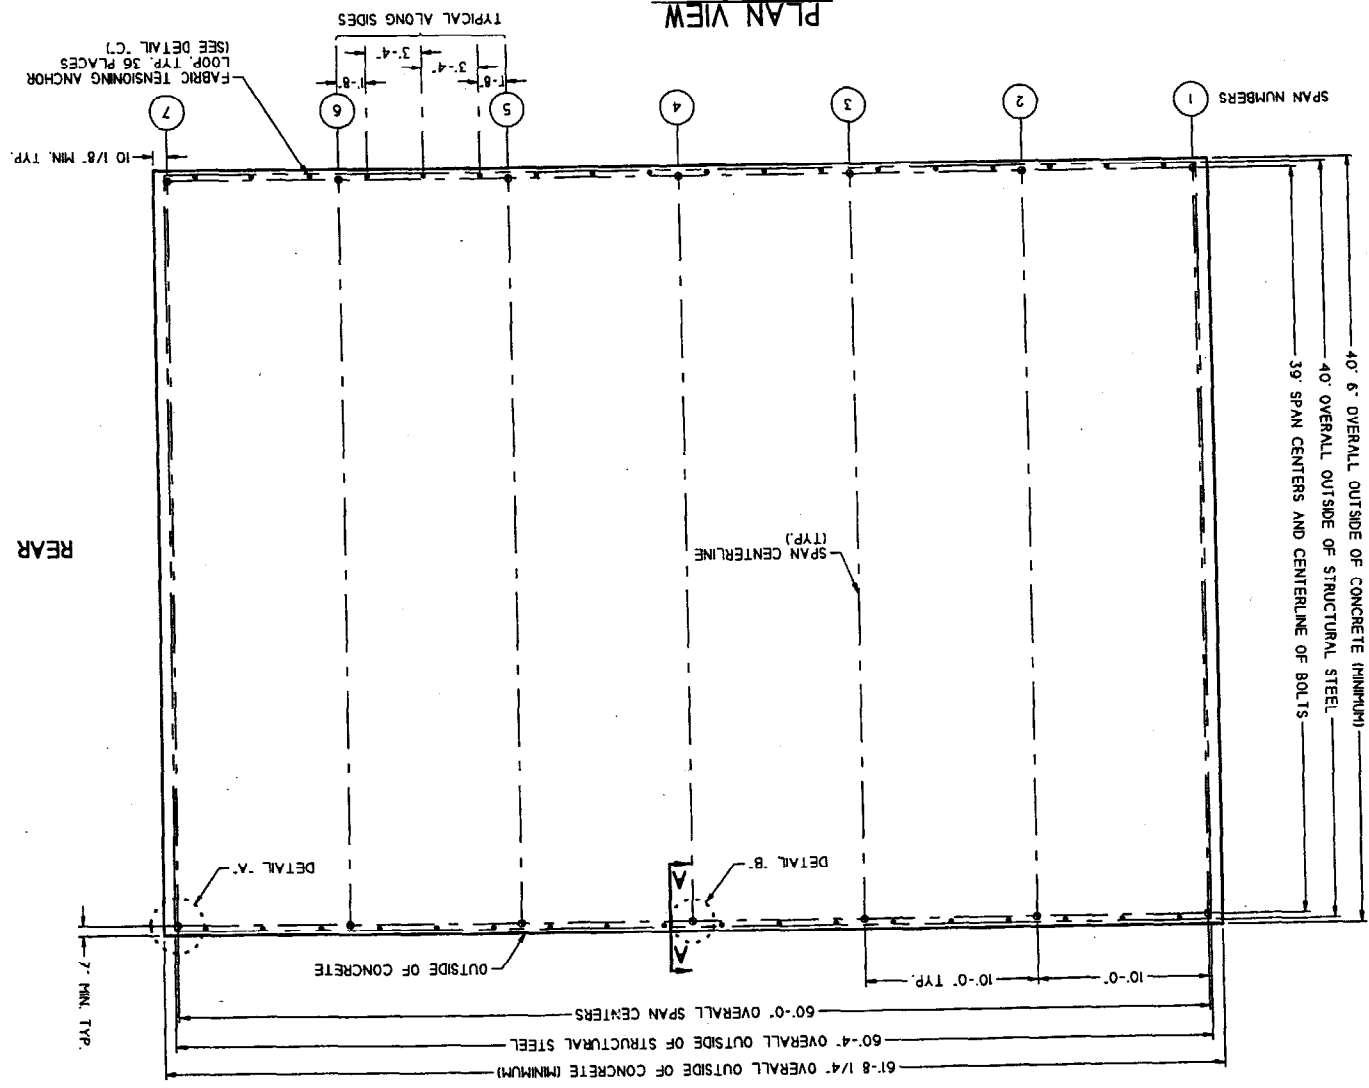 61'-8 1/4" OVERALL OUTSIDE OF CONCRETE (MINIMUM)
60'-4" OVERALL OUTSIDE OF STRUCTURAL STEEL
60'-0" OVERALL SPAN CENTERS
10'-0"
10'-0" TYP.
OUTSIDE OF CONCRETE
7" MIN. TYP.
A
A
DETAIL "B"
DETAIL "A"
40' 6" OVERALL OUTSIDE OF CONCRETE (MINIMUM)
40' OVERALL OUTSIDE OF STRUCTURAL STEEL
39' SPAN CENTERS AND CENTERLINE OF BOLTS
SPAN CENTERLINE
(TYP.)
REAR
SPAN NUMBERS
1
2
3
4
5
6
7
10 1/8" MIN. TYP.
1'-8"
3'-4"
3'-4"
1'-8"
TYPICAL ALONG SIDES
FABRIC TENSIONING ANCHOR
LOOP, TYP. 36 PLACES
(SEE DETAIL "C")
PLAN VIEW